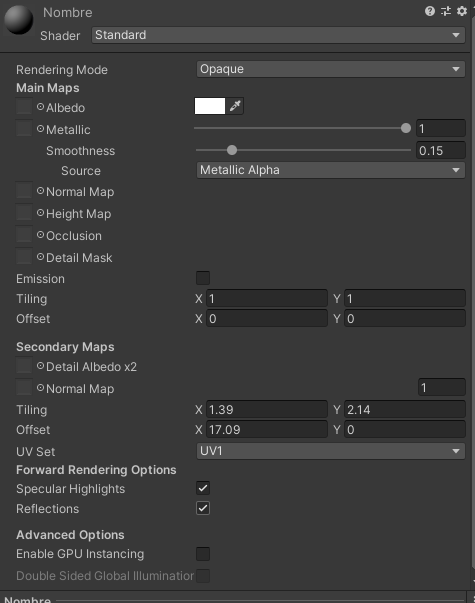 Nombre
Shader Standard
Rendering Mode Opaque
Main Maps
Albedo
Metallic 1
Smoothness 0.15
Source Metallic Alpha
Normal Map
Height Map
Occlusion
Detail Mask
Emission
Tiling X 1 Y 1
Offset X 0 Y 0
Secondary Maps
Detail Albedo x2
Normal Map 1
Tiling X 1.39 Y 2.14
Offset X 17.09 Y 0
UV Set UV1
Forward Rendering Options
Specular Highlights
Reflections
Advanced Options
Enable GPU Instancing
Double Sided Global Illumination
Nombre